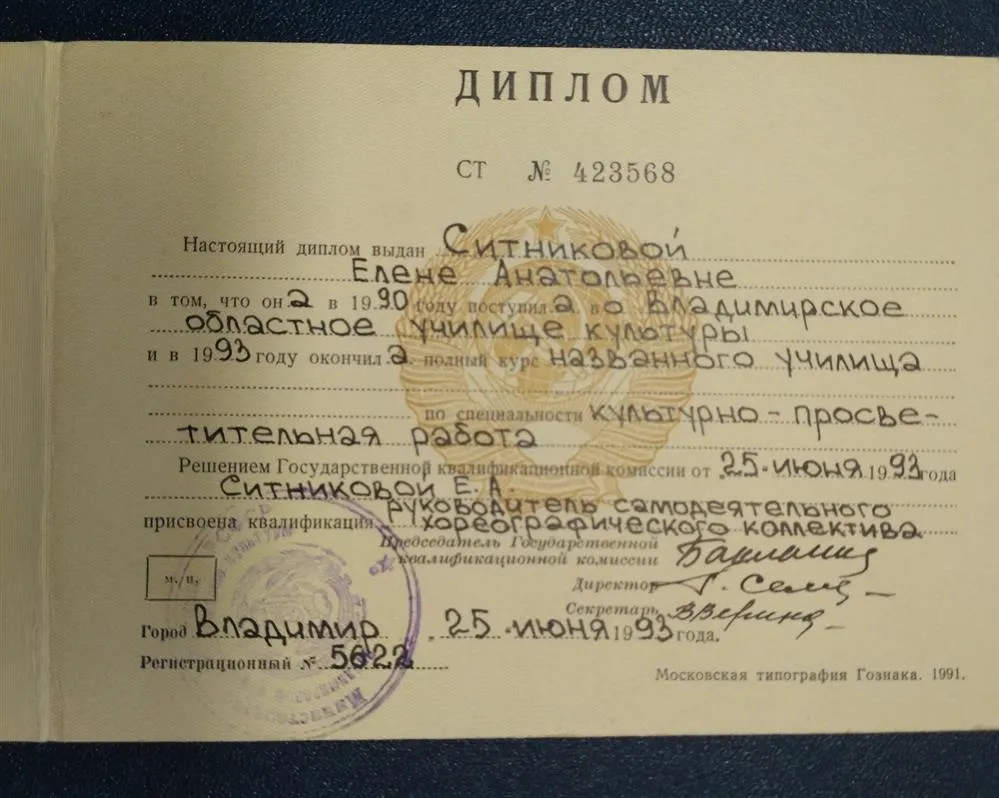 ДИПЛОМ
СТ № 423568
Настоящий диплом выдан Ситниковой
Елене Анатольевне
в том, что он а в 1990 году поступил а в о Владимирское
областное училище культуры
и в 1993 году окончил а полный курс названного училища
по специальности культурно-просве-
тительная работа
Решением Государственной квалификационной комиссии от 25 июня 1993 года
Ситниковой Е.А.
руководитель самодеятельного
присвоена квалификация хореографического коллектива
Председатель Государственной
квалификационной комиссии
м. п.
Директор
Секретарь
Город Владимир 25 июня 1993 года.
Регистрационный № 5622
Московская типография Гознака. 1991.